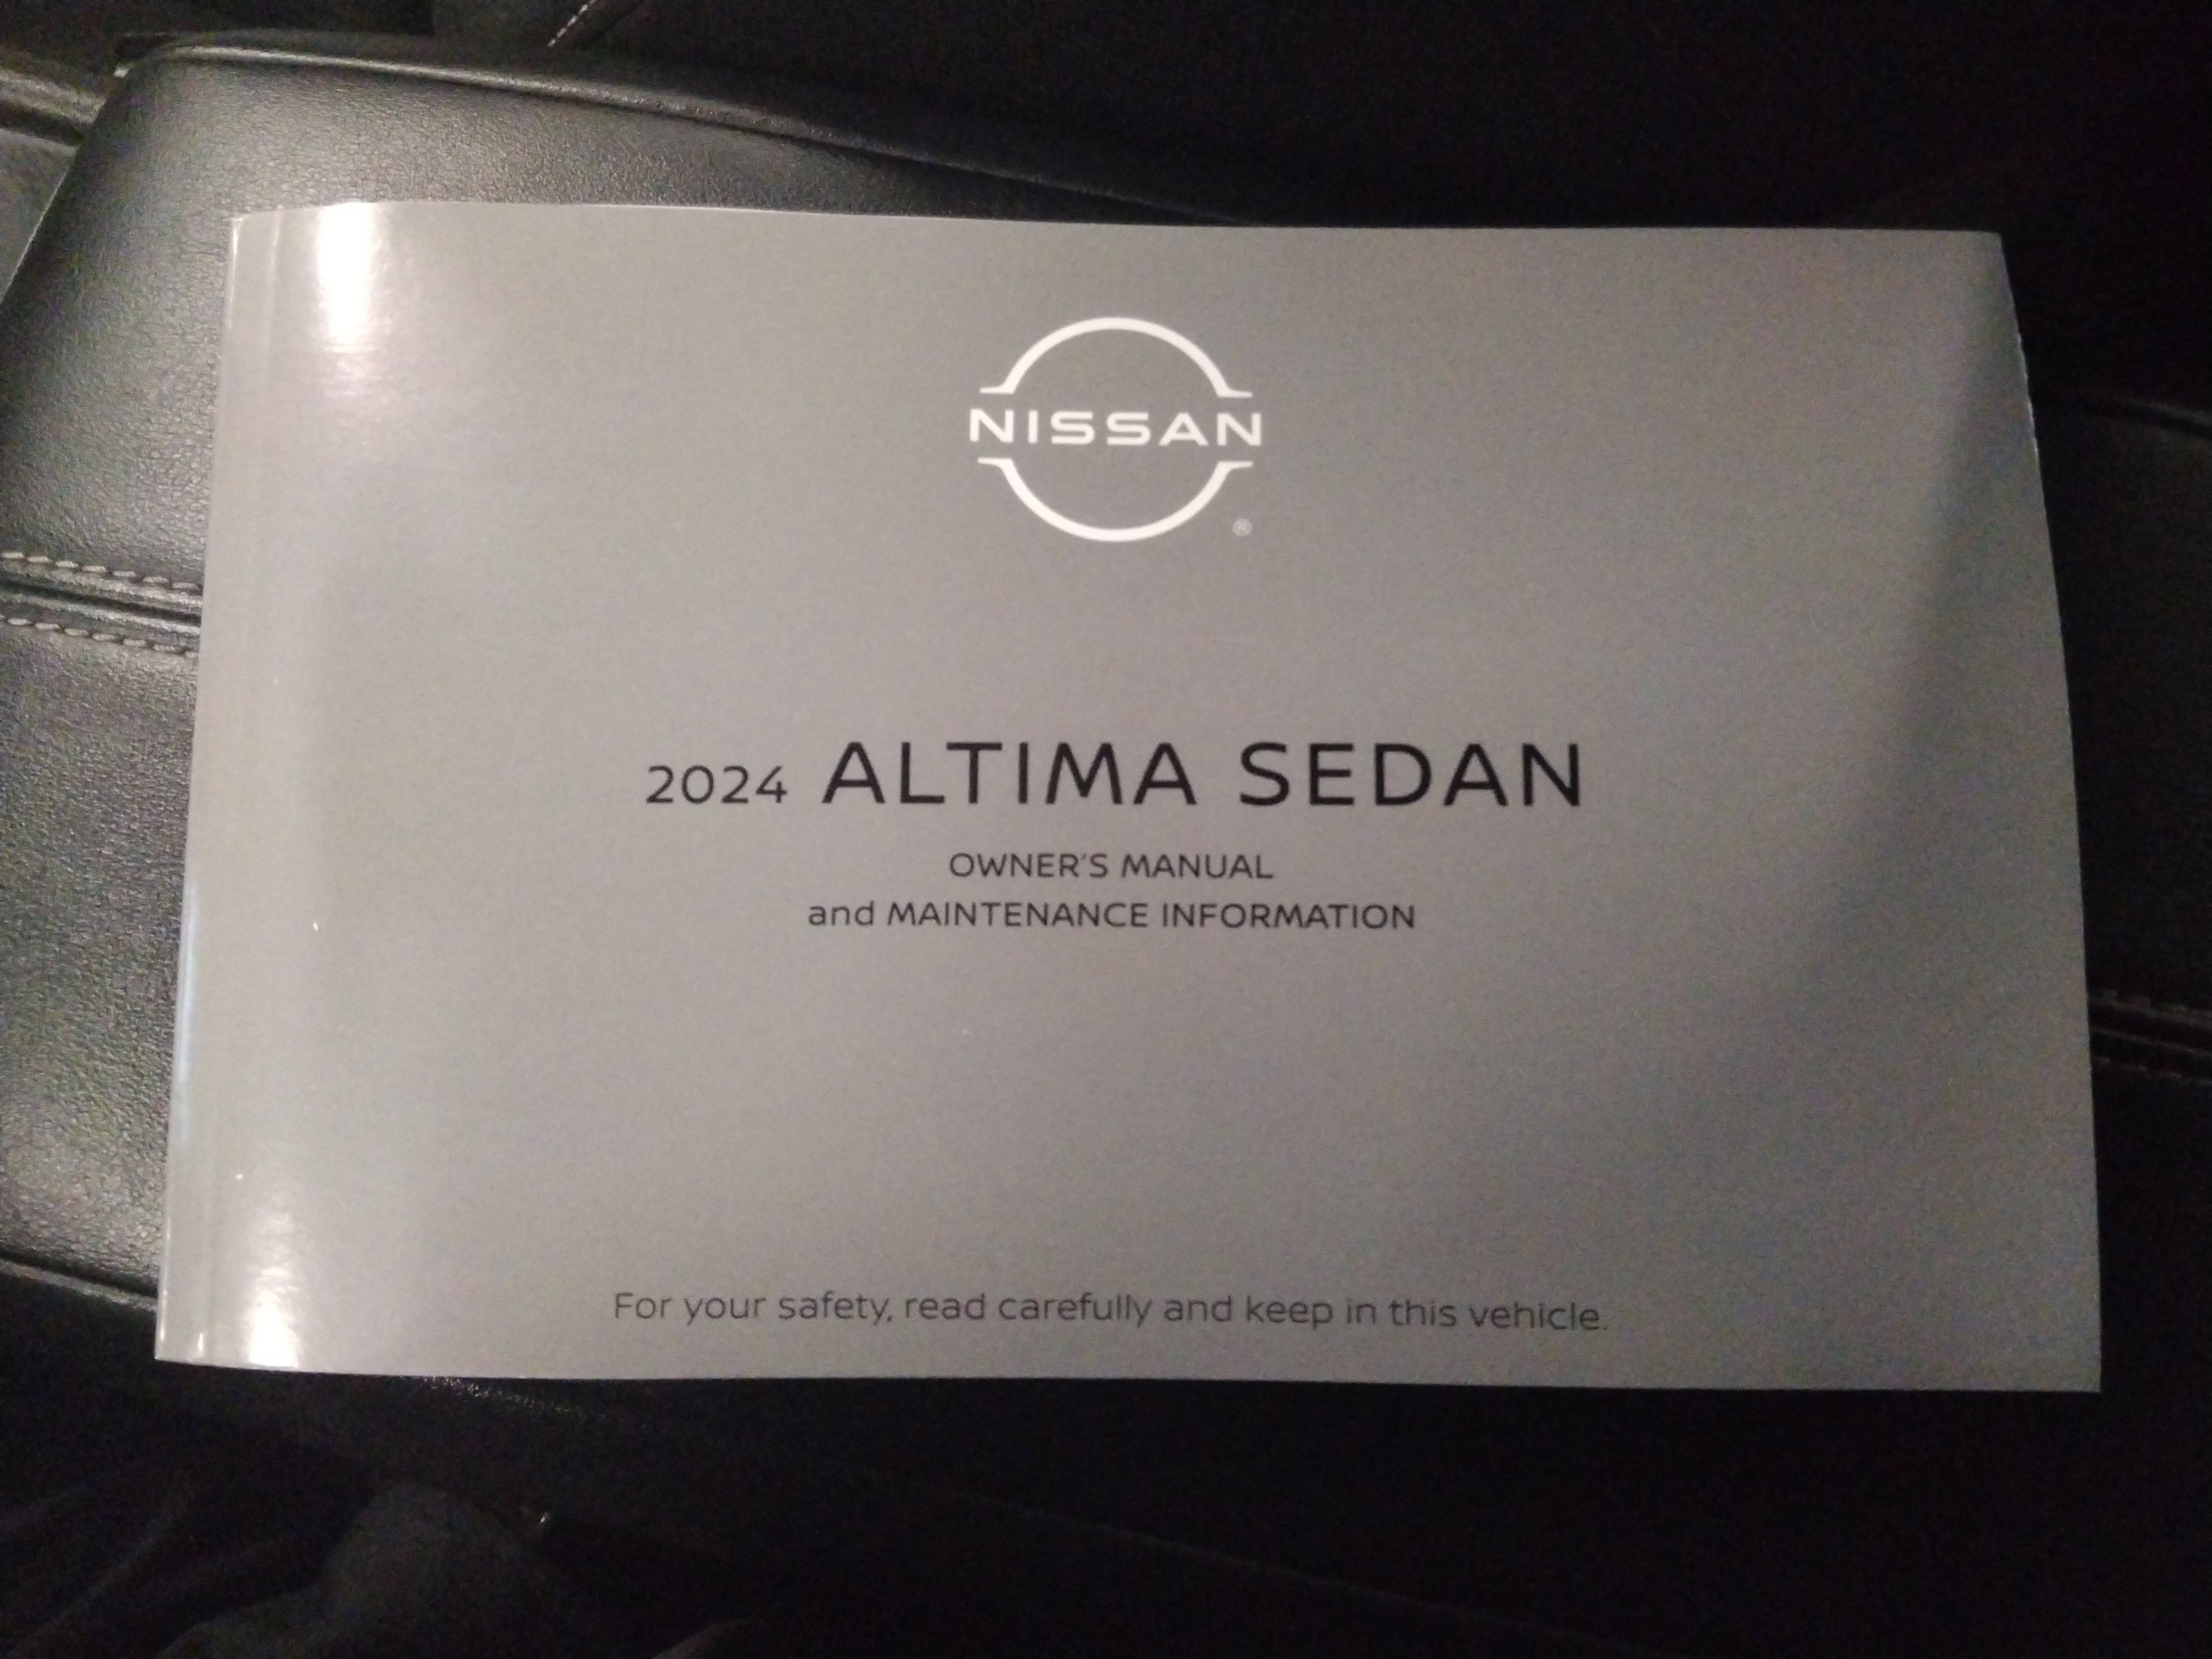 NISSAN
®
2024 ALTIMA SEDAN
OWNER'S MANUAL
and MAINTENANCE INFORMATION
For your safety, read carefully and keep in this vehicle.